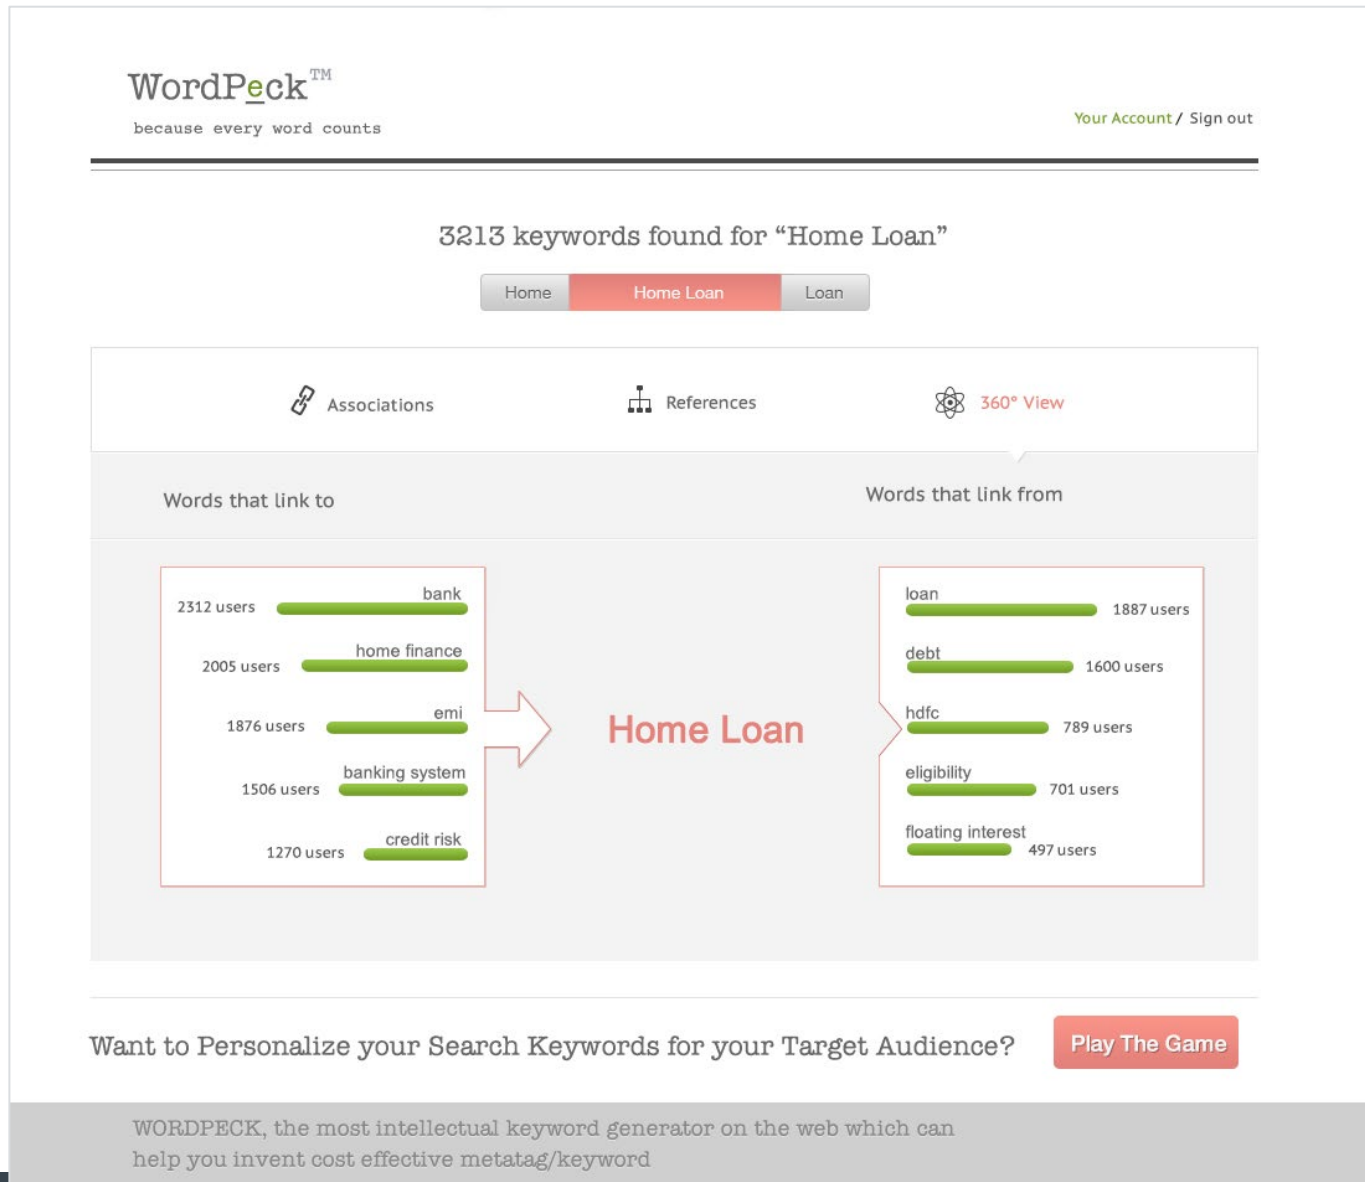 WordPeck™
because every word counts
Your Account / Sign out
3213 keywords found for “Home Loan”
Home
Home Loan
Loan
Associations
References
360° View
Words that link to
Words that link from
bank
2312 users
home finance
2005 users
emi
1876 users
banking system
1506 users
credit risk
1270 users
Home Loan
loan
1887 users
debt
1600 users
hdfc
789 users
eligibility
701 users
floating interest
497 users
Want to Personalize your Search Keywords for your Target Audience?
Play The Game
WORDPECK, the most intellectual keyword generator on the web which can
help you invent cost effective metatag/keyword